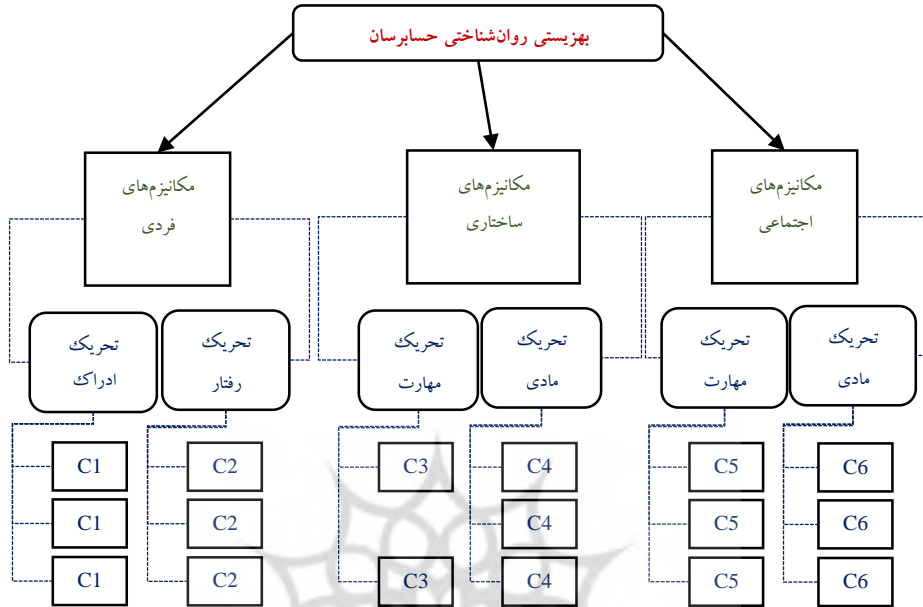 بهزیستی روان‌شناختی حسابرسان
مکانیزم‌های
اجتماعی
مکانیزم‌های
ساختاری
مکانیزم‌های
فردی
تحریک
مادی
تحریک
مهارت
تحریک
مادی
تحریک
مهارت
تحریک
رفتار
تحریک
ادراک
C1
C2
C3
C4
C5
C6
C1
C2
C4
C5
C6
C1
C2
C3
C4
C5
C6